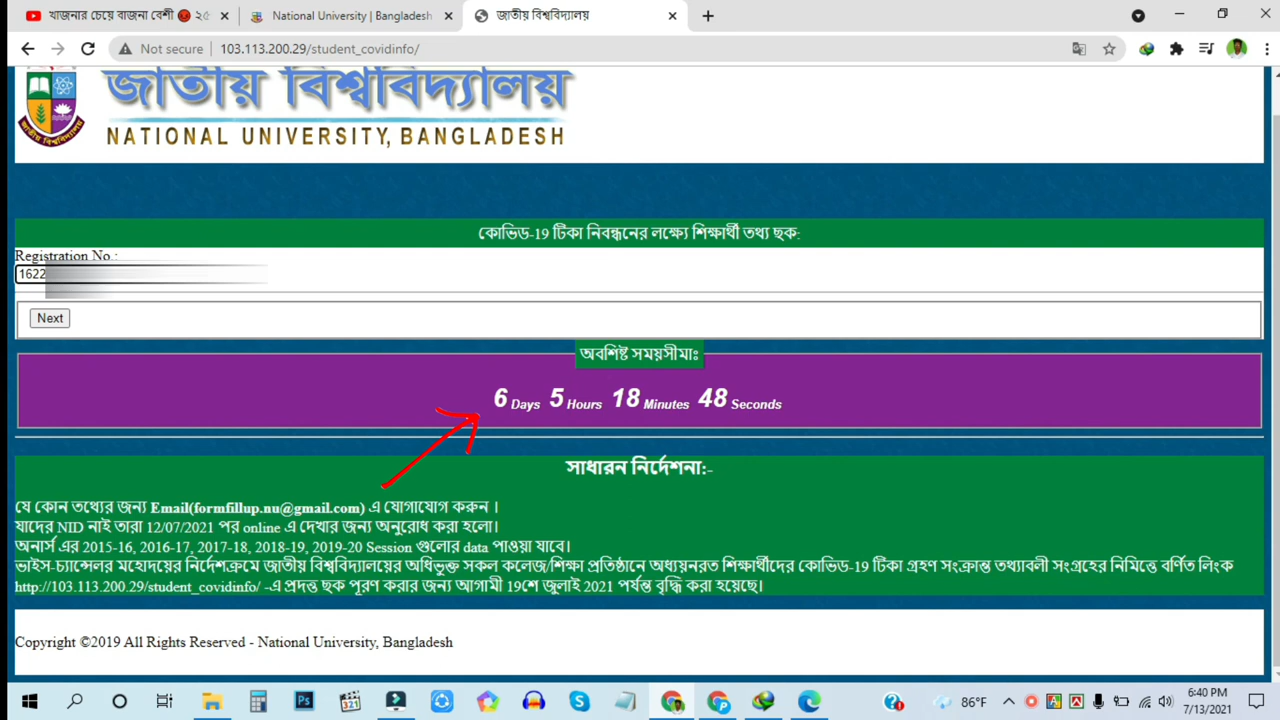 খাজনার চেয়ে বাজনা বেশী 🔴 ২৫
National University | Bangladesh
জাতীয় বিশ্ববিদ্যালয়
Not secure | 103.113.200.29/student_covidinfo/
জাতীয় বিশ্ববিদ্যালয়
NATIONAL UNIVERSITY, BANGLADESH
কোভিড-19 টিকা নিবন্ধনের লক্ষ্যে শিক্ষার্থী তথ্য ছক:
Registration No.:
1622
Next
অবশিষ্ট সময়সীমাঃ
6 Days 5 Hours 18 Minutes 48 Seconds
সাধারন নির্দেশনা:-
যে কোন তথ্যের জন্য Email(formfillup.nu@gmail.com) এ যোগাযোগ করুন ।
যাদের NID নাই তারা 12/07/2021 পর online এ দেখার জন্য অনুরোধ করা হলো।
অনার্স এর 2015-16, 2016-17, 2017-18, 2018-19, 2019-20 Session গুলোর data পাওয়া যাবে।
ভাইস-চ্যান্সেলর মহোদয়ের নির্দেশক্রমে জাতীয় বিশ্ববিদ্যালয়ের অধিভুক্ত সকল কলেজ/শিক্ষা প্রতিষ্ঠানে অধ্যয়নরত শিক্ষার্থীদের কোভিড-19 টিকা গ্রহণ সংক্রান্ত তথ্যাবলী সংগ্রহের নিমিত্তে বর্ণিত লিংক
http://103.113.200.29/student_covidinfo/ -এ প্রদত্ত ছক পূরণ করার জন্য আগামী 19শে জুলাই 2021 পর্যন্ত বৃদ্ধি করা হয়েছে।
Copyright ©2019 All Rights Reserved - National University, Bangladesh
86°F
6:40 PM
7/13/2021